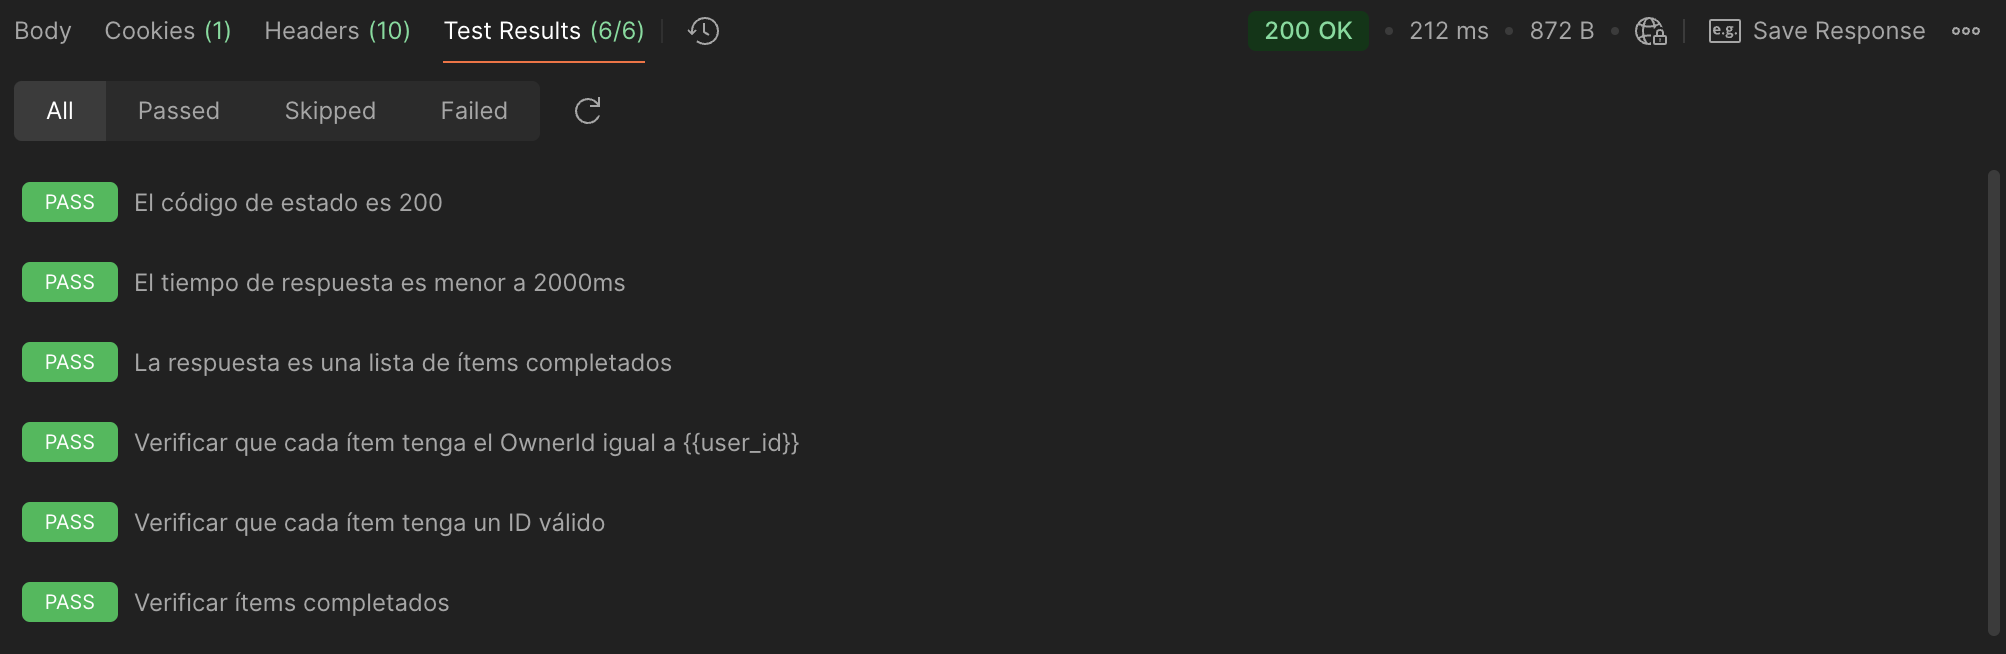 Body Cookies (1) Headers (10) Test Results (6/6) 200 OK • 212 ms • 872 B • e.g. Save Response
All Passed Skipped Failed
PASS El código de estado es 200
PASS El tiempo de respuesta es menor a 2000ms
PASS La respuesta es una lista de ítems completados
PASS Verificar que cada ítem tenga el OwnerId igual a {{user_id}}
PASS Verificar que cada ítem tenga un ID válido
PASS Verificar ítems completados